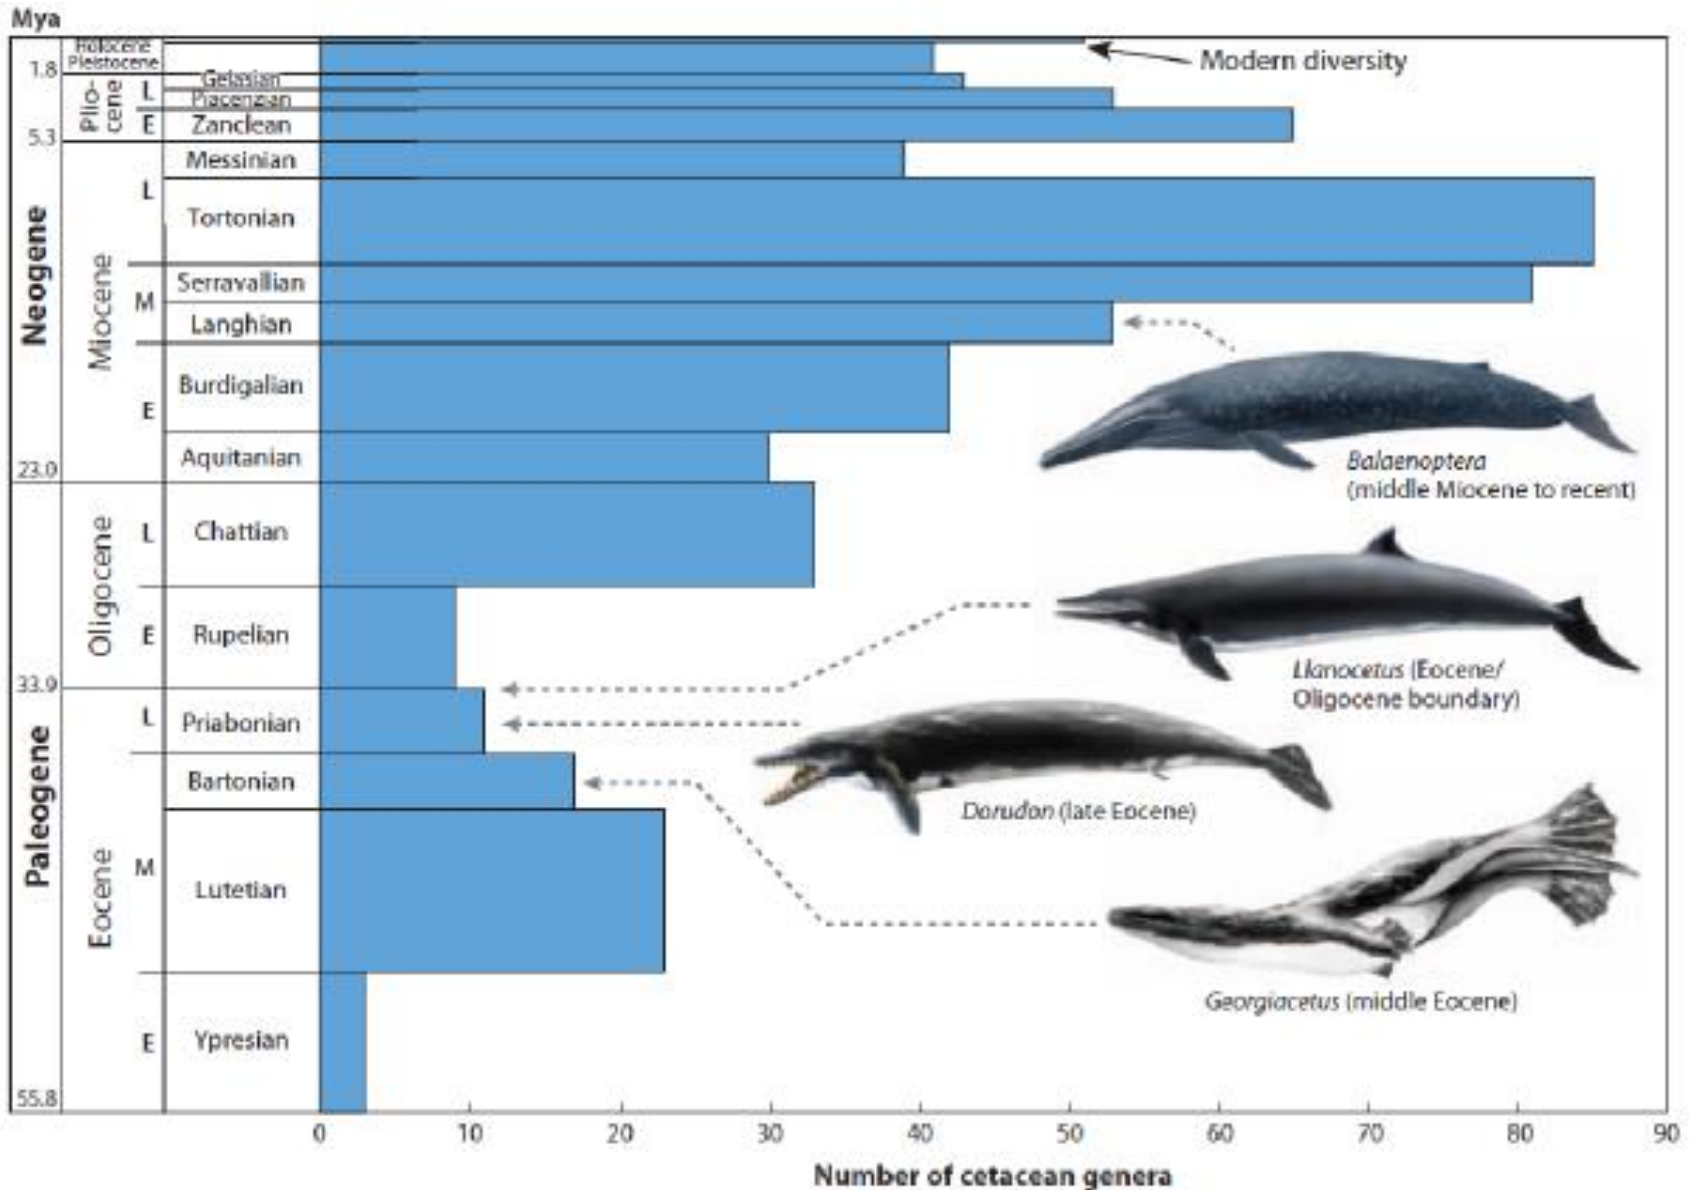 Mya
Holocene
Pleistocene
1.8
Gelasian
Plio-
cene
L
Piacenzian
E
Zanclean
5.3
Modern diversity
Neogene
Miocene
L
Messinian
Tortonian
M
Serravallian
Langhian
E
Burdigalian
Aquitanian
23.0
Balaenoptera
(middle Miocene to recent)
Paleogene
Oligocene
L
Chattian
E
Rupelian
33.9
Llanocetus (Eocene/
Oligocene boundary)
Eocene
L
Priabonian
M
Bartonian
Lutetian
E
Ypresian
55.8
Dorudon (late Eocene)
Georgiacetus (middle Eocene)
0 10 20 30 40 50 60 70 80 90
Number of cetacean genera